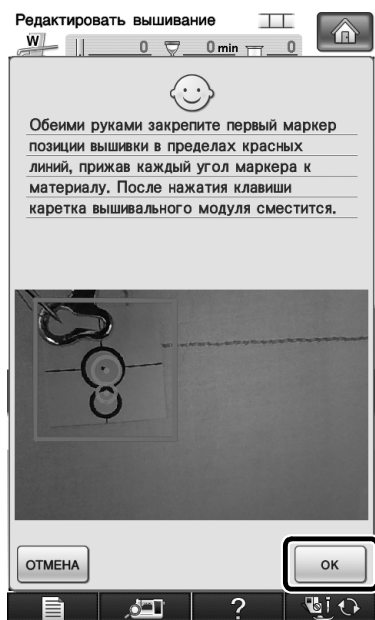 Редактировать вышивание
W 0 0 min 0
Обеими руками закрепите первый маркер
позиции вышивки в пределах красных
линий, прижав каждый угол маркера к
материалу. После нажатия клавиши
каретка вышивального модуля сместится.
ОТМЕНА OK
?